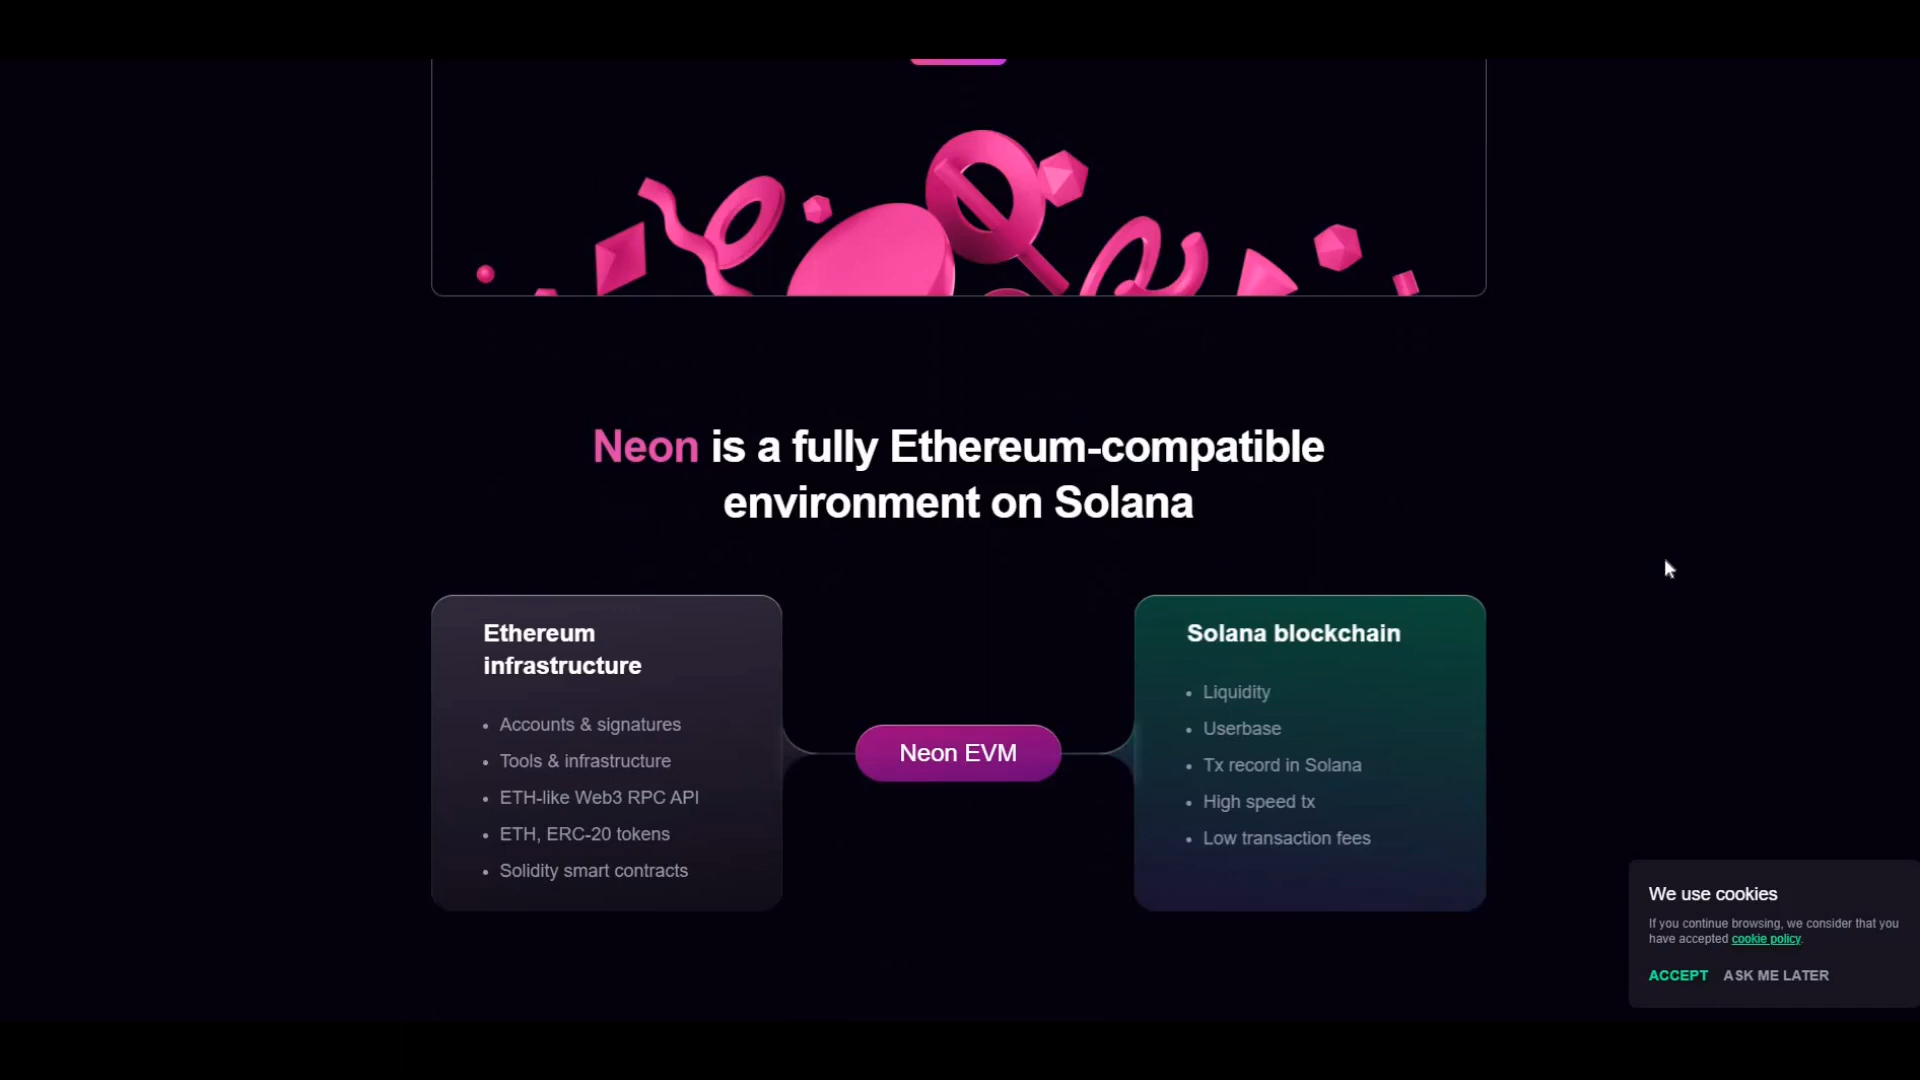 Neon is a fully Ethereum-compatible
environment on Solana
Ethereum
infrastructure
• Accounts & signatures
• Tools & infrastructure
• ETH-like Web3 RPC API
• ETH, ERC-20 tokens
• Solidity smart contracts
Neon EVM
Solana blockchain
• Liquidity
• Userbase
• Tx record in Solana
• High speed tx
• Low transaction fees
We use cookies
If you continue browsing, we consider that you
have accepted cookie policy.
ACCEPT ASK ME LATER